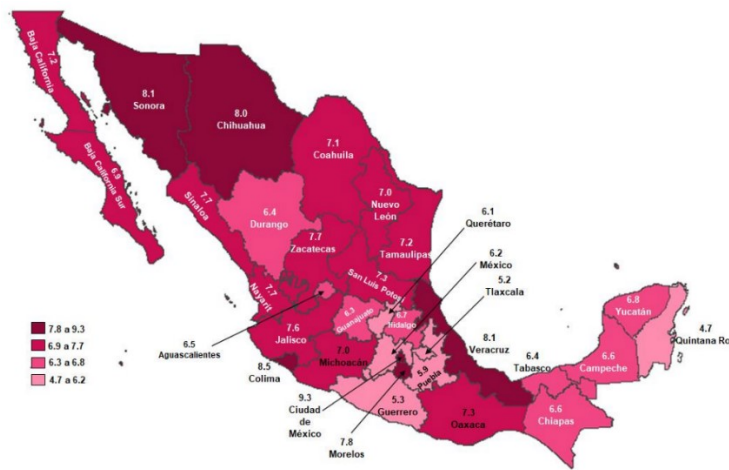 7.2
Baja California
6.9
Baja California Sur
8.1
Sonora
8.0
Chihuahua
7.1
Coahuila
7.0
Nuevo
León
7.2
Tamaulipas
7.7
Sinaloa
6.4
Durango
7.7
Zacatecas
7.3
San Luis Potosí
7.7
Nayarit
6.1
Querétaro
6.2
México
5.2
Tlaxcala
6.5
Aguascalientes
7.6
Jalisco
6.3
Guanajuato
6.7
Hidalgo
8.1
Veracruz
6.8
Yucatán
4.7
Quintana Ro
6.6
Campeche
6.4
Tabasco
6.6
Chiapas
8.5
Colima
7.0
Michoacán
9.3
Ciudad
de México
7.8
Morelos
5.9
Puebla
5.3
Guerrero
7.3
Oaxaca
7.8 a 9.3
6.9 a 7.7
6.3 a 6.8
4.7 a 6.2